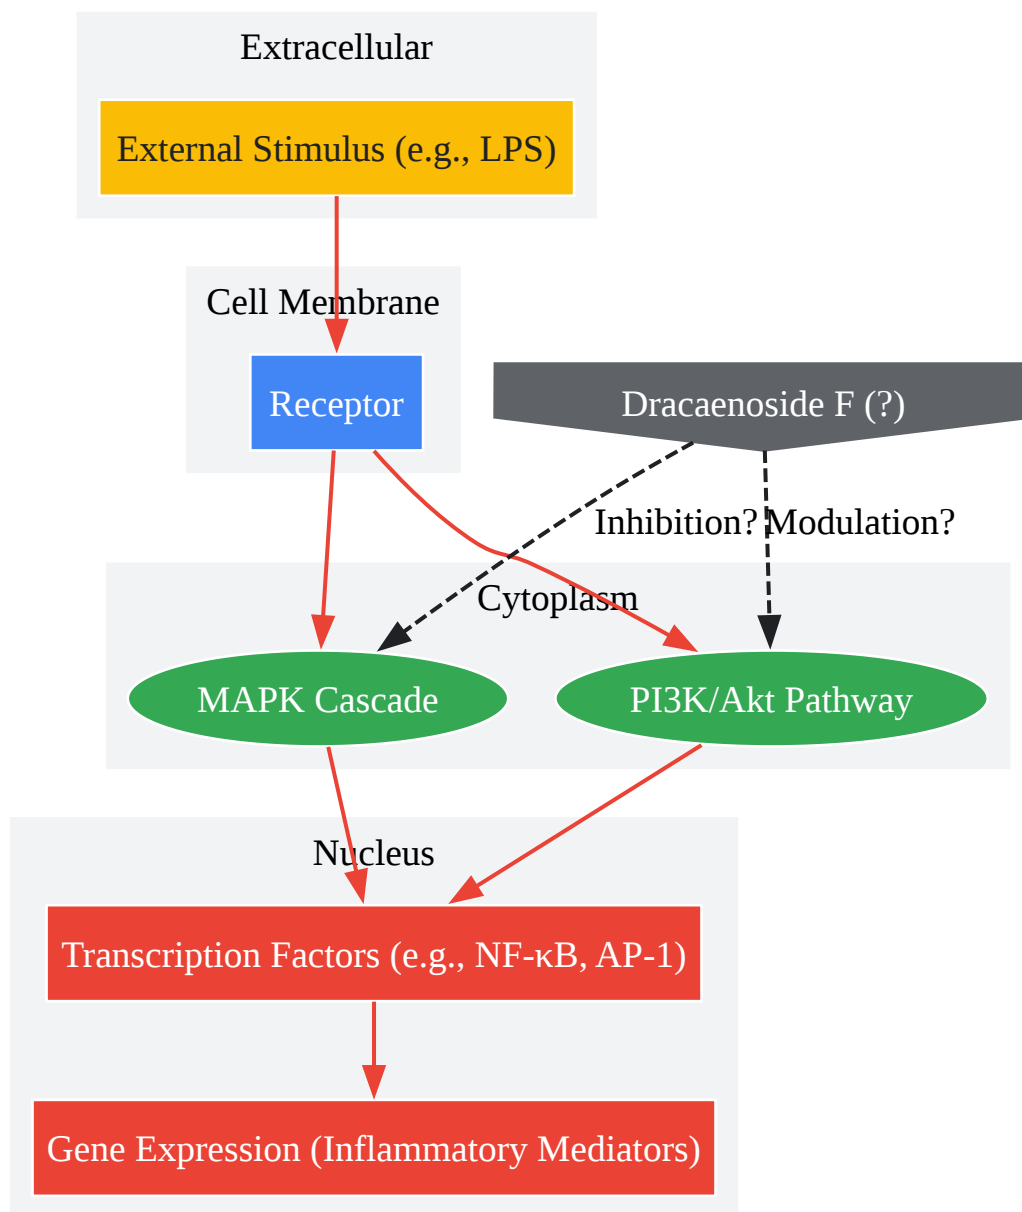 Extracellular
External Stimulus (e.g., LPS)
Cell Membrane
Receptor
Dracaenoside F (?)
Inhibition?
Modulation?
Cytoplasm
MAPK Cascade
PI3K/Akt Pathway
Nucleus
Transcription Factors (e.g., NF-κB, AP-1)
Gene Expression (Inflammatory Mediators)